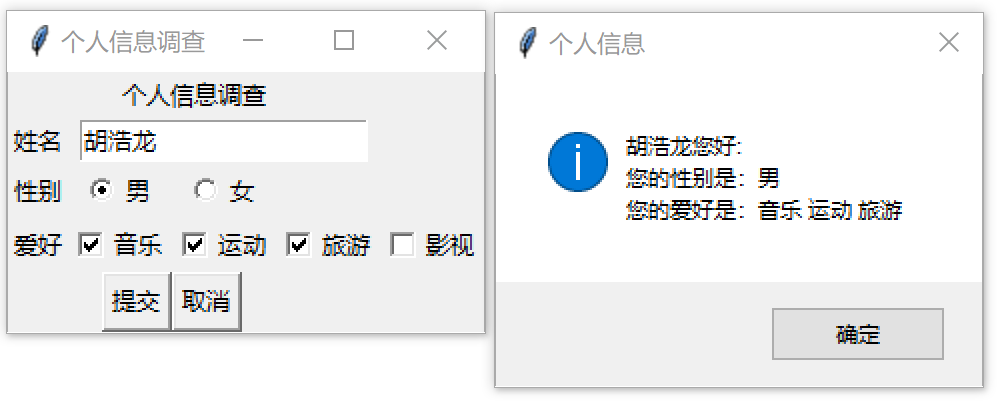 个人信息调查
个人信息调查
姓名 胡浩龙
性别 男 女
爱好 音乐 运动 旅游 影视
提交 取消
个人信息
胡浩龙您好:
您的性别是：男
您的爱好是：音乐 运动 旅游
确定